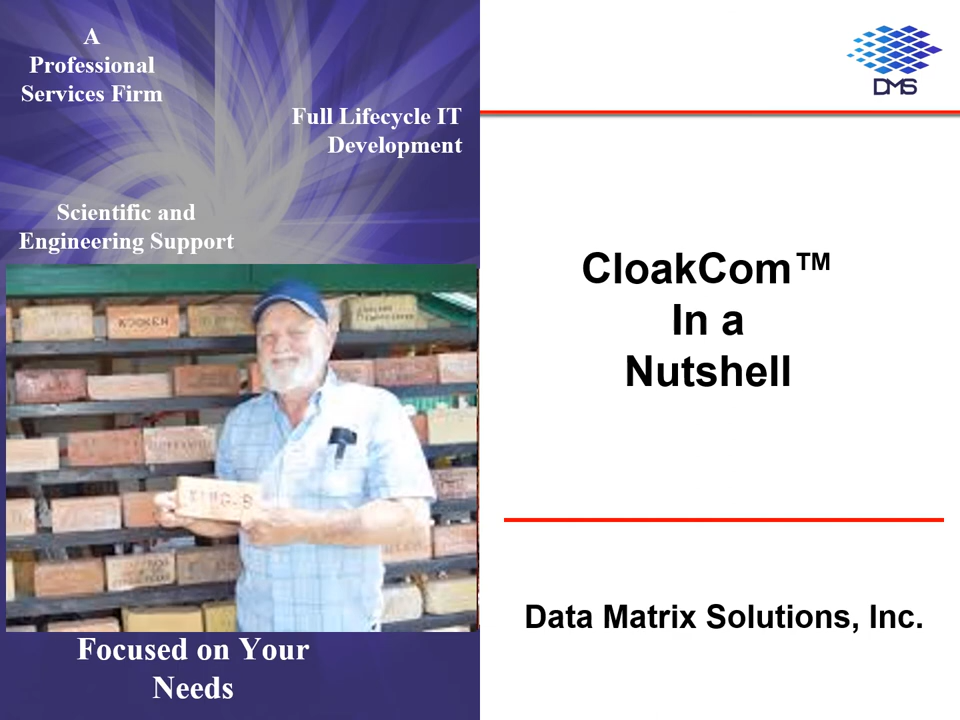 A
Professional
Services Firm
Full Lifecycle IT
Development
Scientific and
Engineering Support
KING-S
Focused on Your
Needs
DMS
CloakCom™
In a
Nutshell
Data Matrix Solutions, Inc.